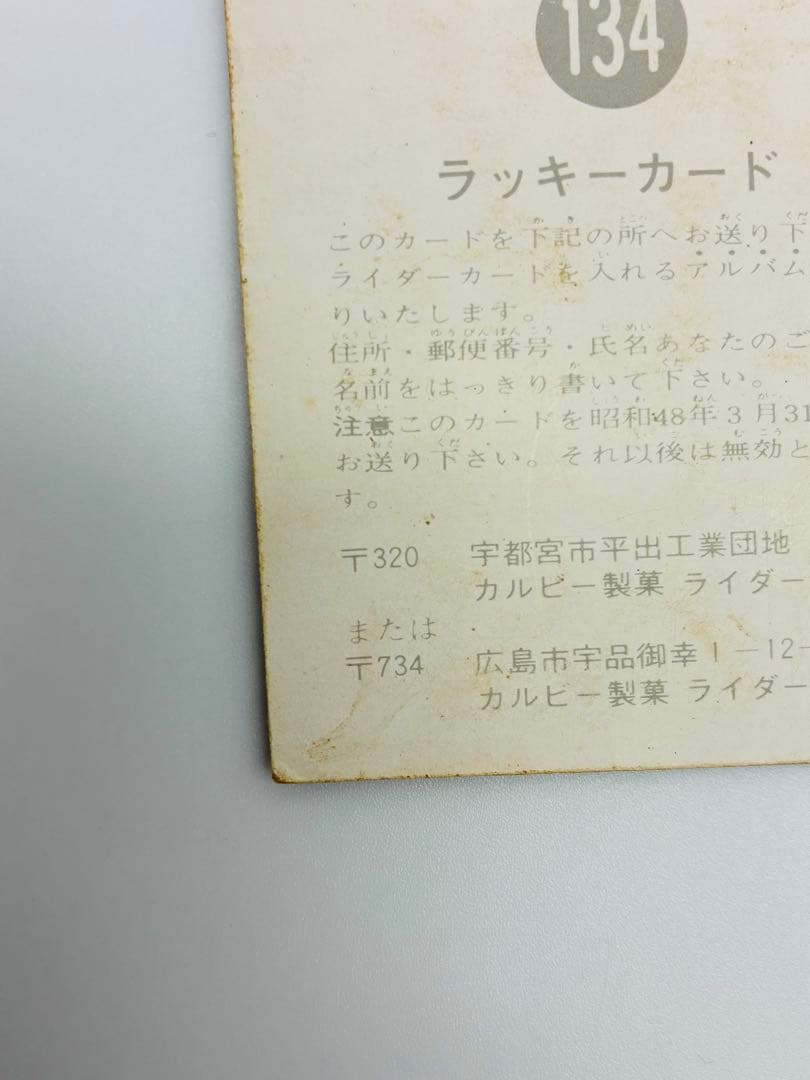 134
ラッキーカード
このカードを下記の所へお送り下
ライダーカードを入れるアルバム
りいたします。
住所・郵便番号・氏名あなたのご
名前をはっきり書いて下さい。
注意このカードを昭和48年3月31
お送り下さい。それ以後は無効と
す。
〒320 宇都宮市平出工業団地
カルビー製菓 ライダー
または
〒734 広島市宇品御幸1-12-
カルビー製菓 ライダー